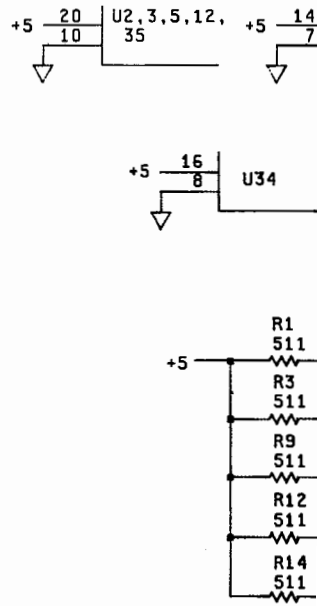 +5 20 U2,3,5,12,
10 35
+5 14
7
+5 16
8 U34
R1
+5 511
R3
511
R9
511
R12
511
R14
511